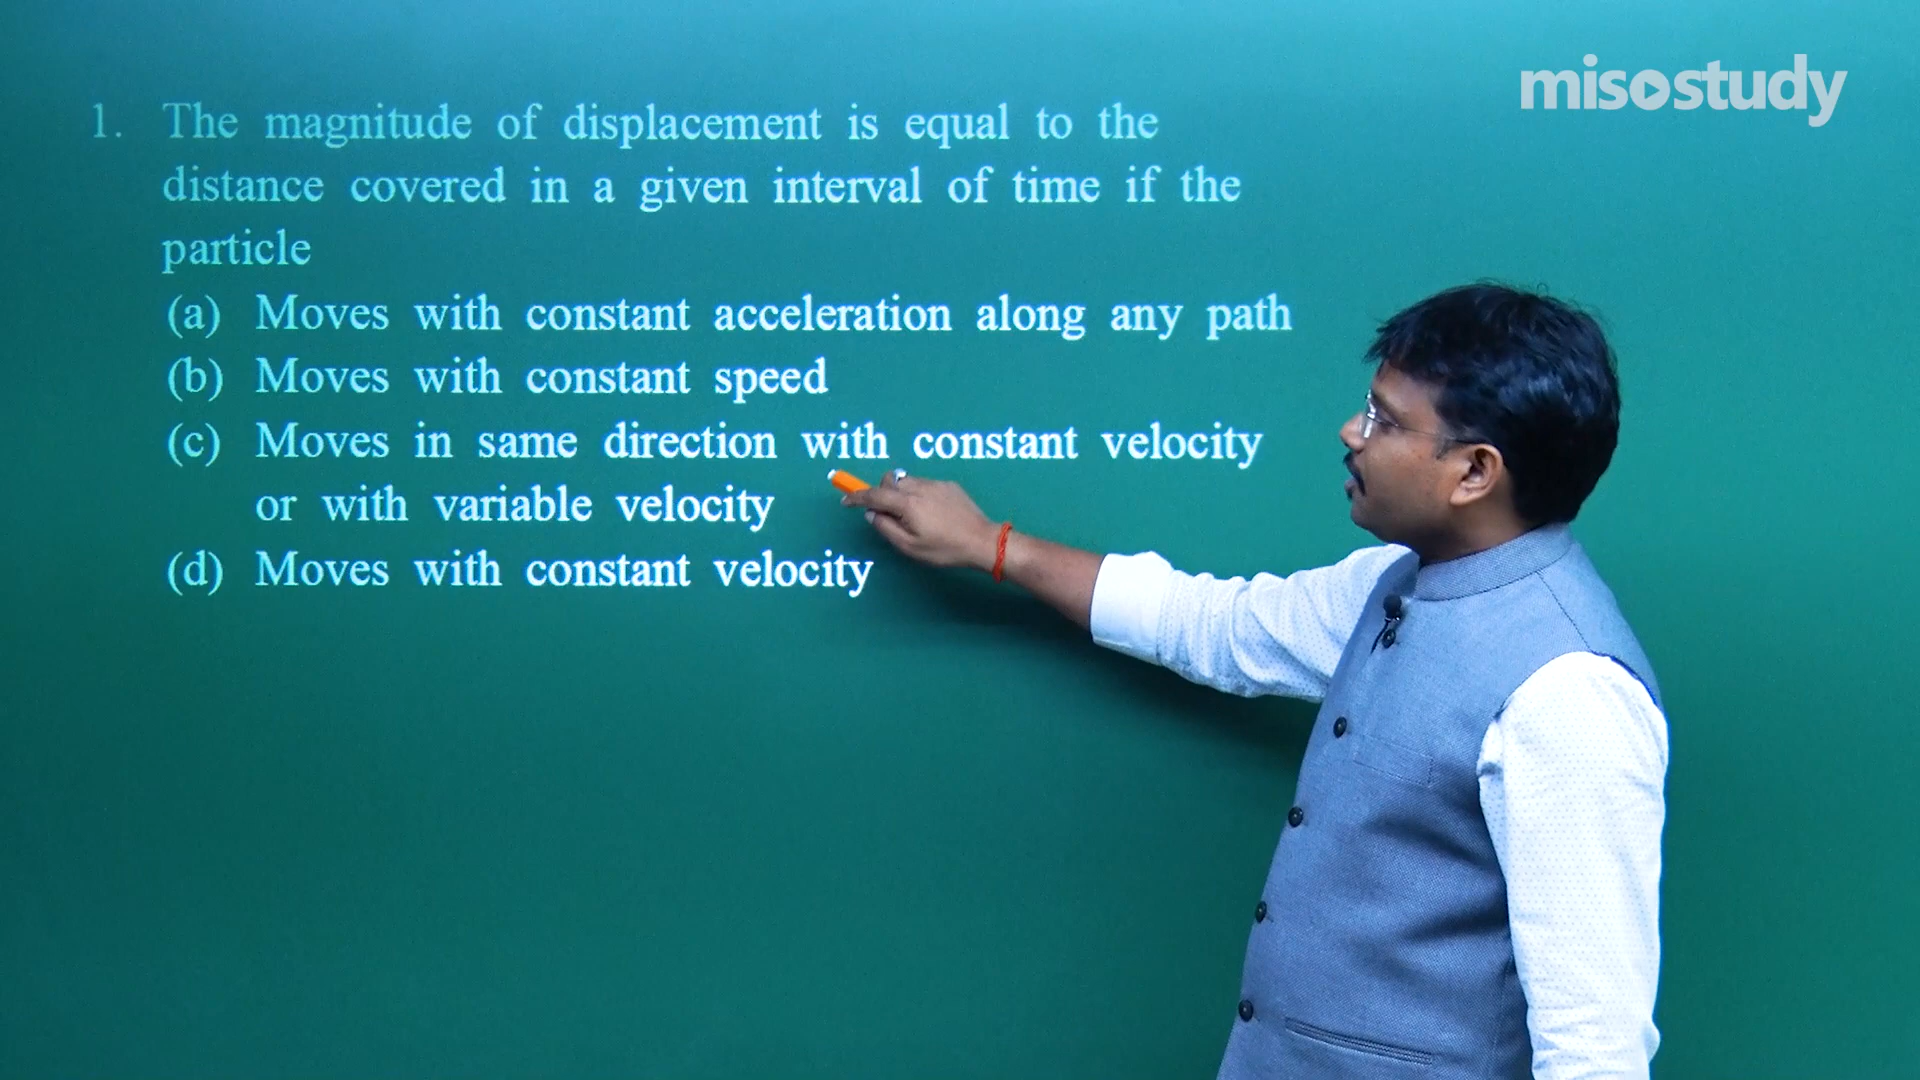 misostudy
1. The magnitude of displacement is equal to the
distance covered in a given interval of time if the
particle
(a) Moves with constant acceleration along any path
(b) Moves with constant speed
(c) Moves in same direction with constant velocity
or with variable velocity
(d) Moves with constant velocity